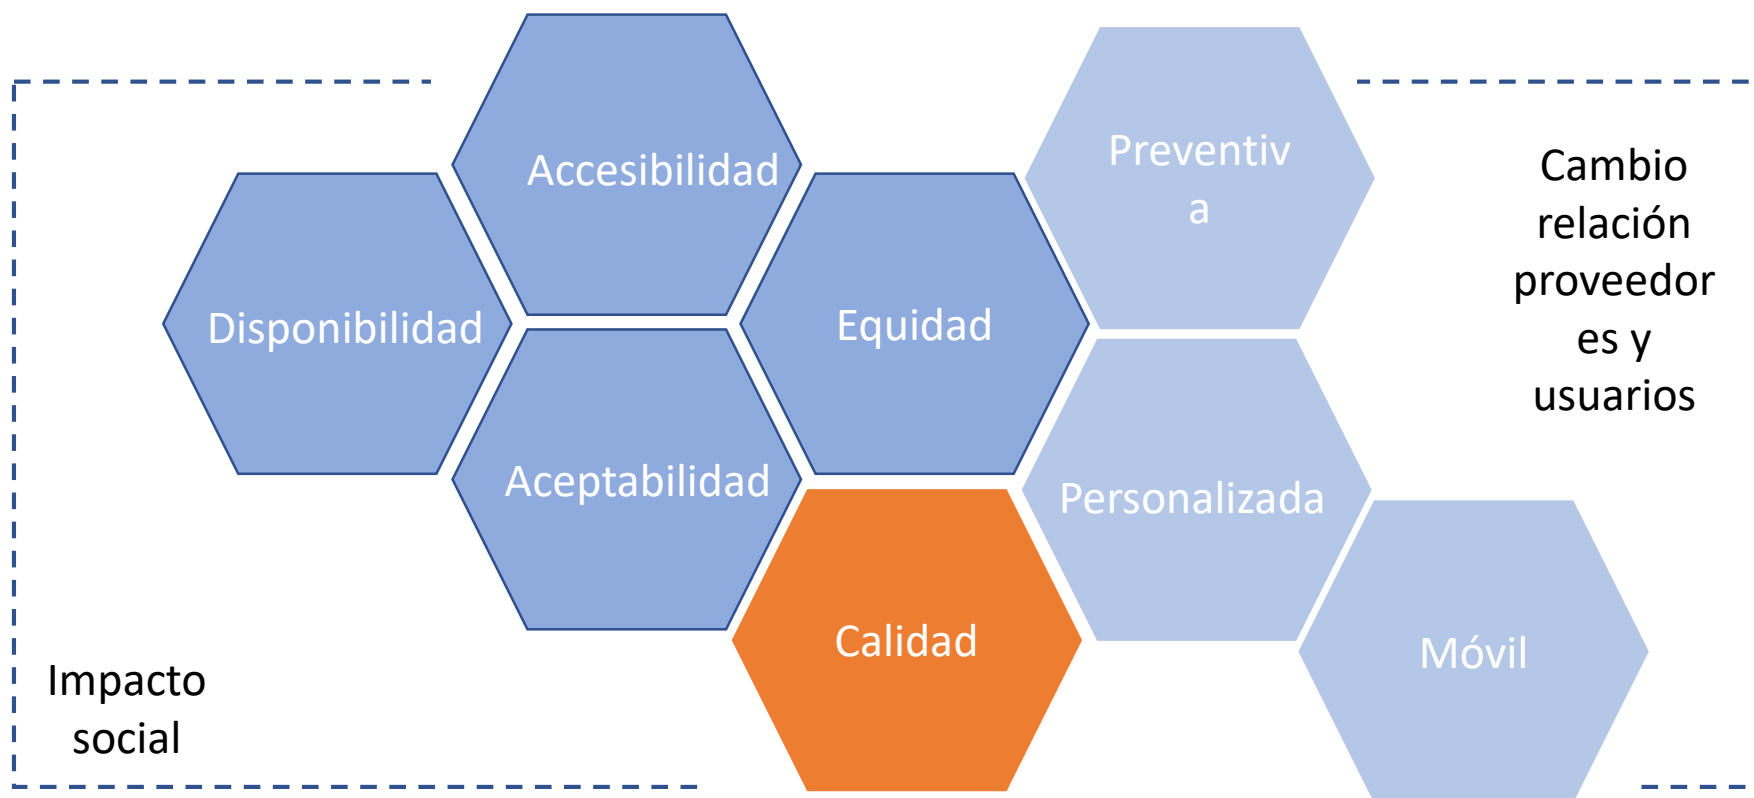 Accesibilidad
Disponibilidad
Equidad
Aceptabilidad
Calidad
Impacto
social
Preventiv
a
Personalizada
Móvil
Cambio
relación
proveedor
es y
usuarios